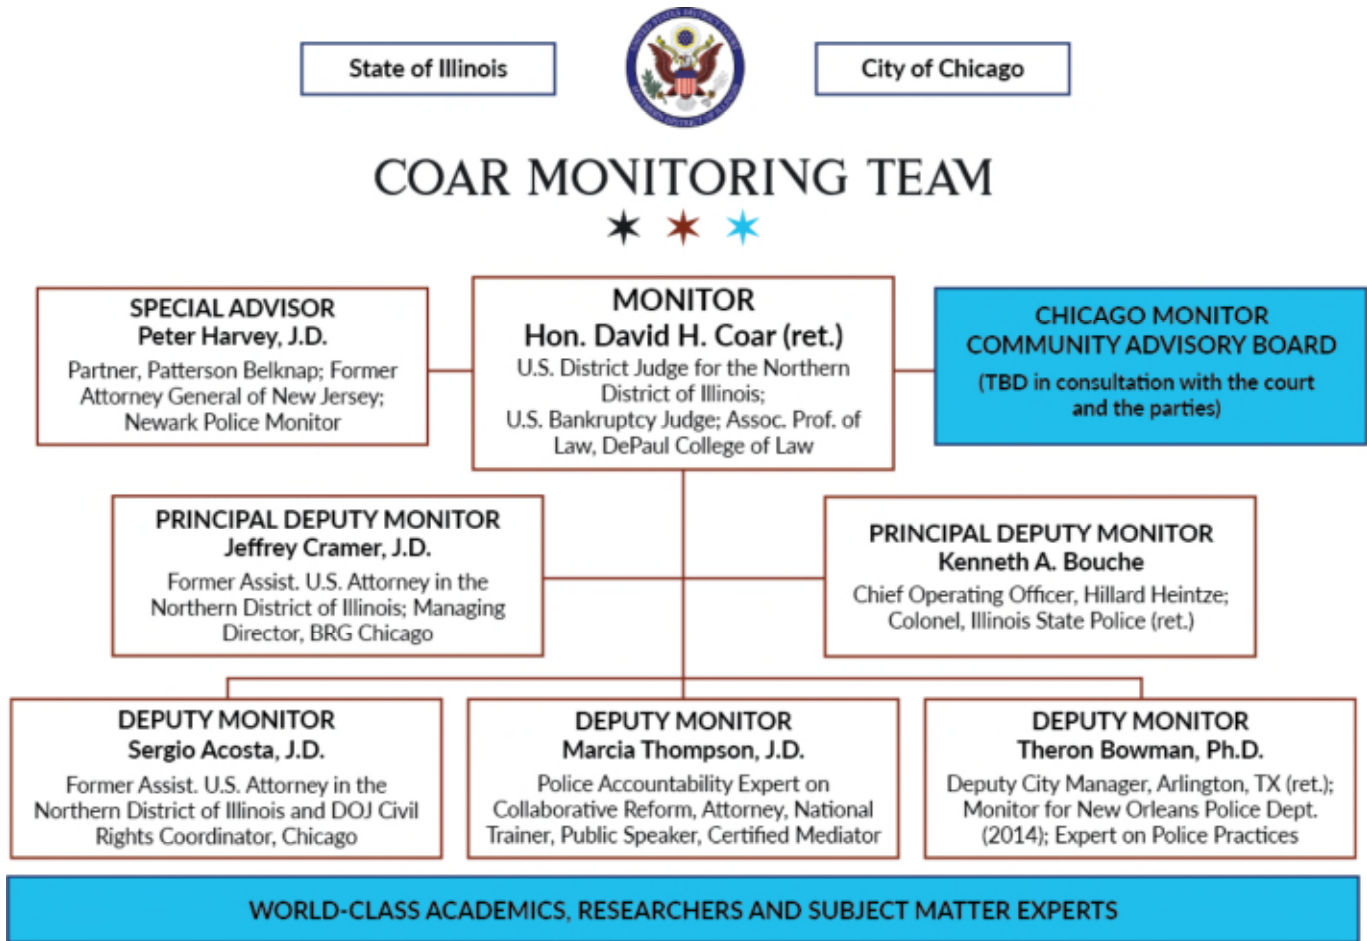 State of Illinois
City of Chicago
COAR MONITORING TEAM
SPECIAL ADVISOR
Peter Harvey, J.D.
Partner, Patterson Belknap; Former
Attorney General of New Jersey;
Newark Police Monitor
MONITOR
Hon. David H. Coar (ret.)
U.S. District Judge for the Northern
District of Illinois;
U.S. Bankruptcy Judge; Assoc. Prof. of
Law, DePaul College of Law
CHICAGO MONITOR
COMMUNITY ADVISORY BOARD
(TBD in consultation with the court
and the parties)
PRINCIPAL DEPUTY MONITOR
Jeffrey Cramer, J.D.
Former Assist. U.S. Attorney in the
Northern District of Illinois; Managing
Director, BRG Chicago
PRINCIPAL DEPUTY MONITOR
Kenneth A. Bouche
Chief Operating Officer, Hillard Heintze;
Colonel, Illinois State Police (ret.)
DEPUTY MONITOR
Sergio Acosta, J.D.
Former Assist. U.S. Attorney in the
Northern District of Illinois and DOJ Civil
Rights Coordinator, Chicago
DEPUTY MONITOR
Marcia Thompson, J.D.
Police Accountability Expert on
Collaborative Reform, Attorney, National
Trainer, Public Speaker, Certified Mediator
DEPUTY MONITOR
Theron Bowman, Ph.D.
Deputy City Manager, Arlington, TX (ret.);
Monitor for New Orleans Police Dept.
(2014); Expert on Police Practices
WORLD-CLASS ACADEMICS, RESEARCHERS AND SUBJECT MATTER EXPERTS